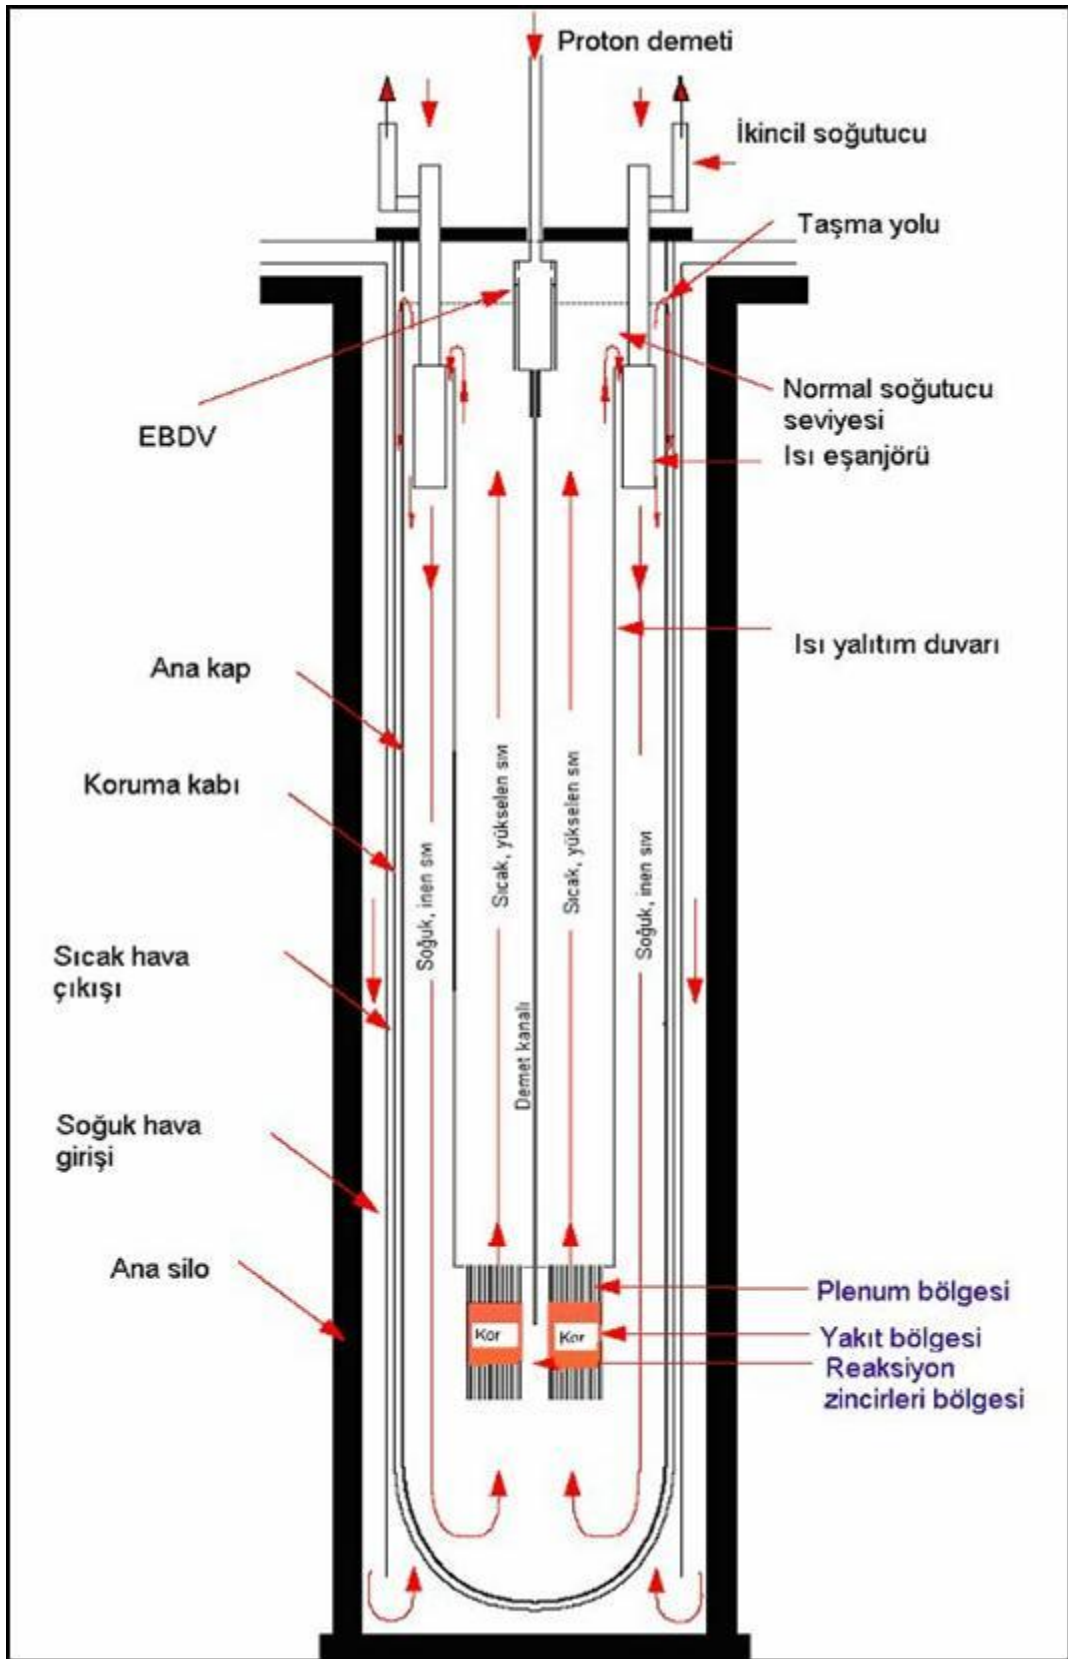 Proton demeti
İkincil soğutucu
Taşma yolu
Normal soğutucu
seviyesi
EBDV
Isı eşanjörü
Isı yalıtım duvarı
Ana kap
Koruma kabı
Soğuk, inen sıvı
Sıcak, yükselen sıvı
Sıcak, yükselen sıvı
Soğuk, inen sıvı
Sıcak hava
çıkışı
Demet kanalı
Soğuk hava
girişi
Ana silo
Plenum bölgesi
Kor
Kor
Yakıt bölgesi
Reaksiyon
zincirleri bölgesi